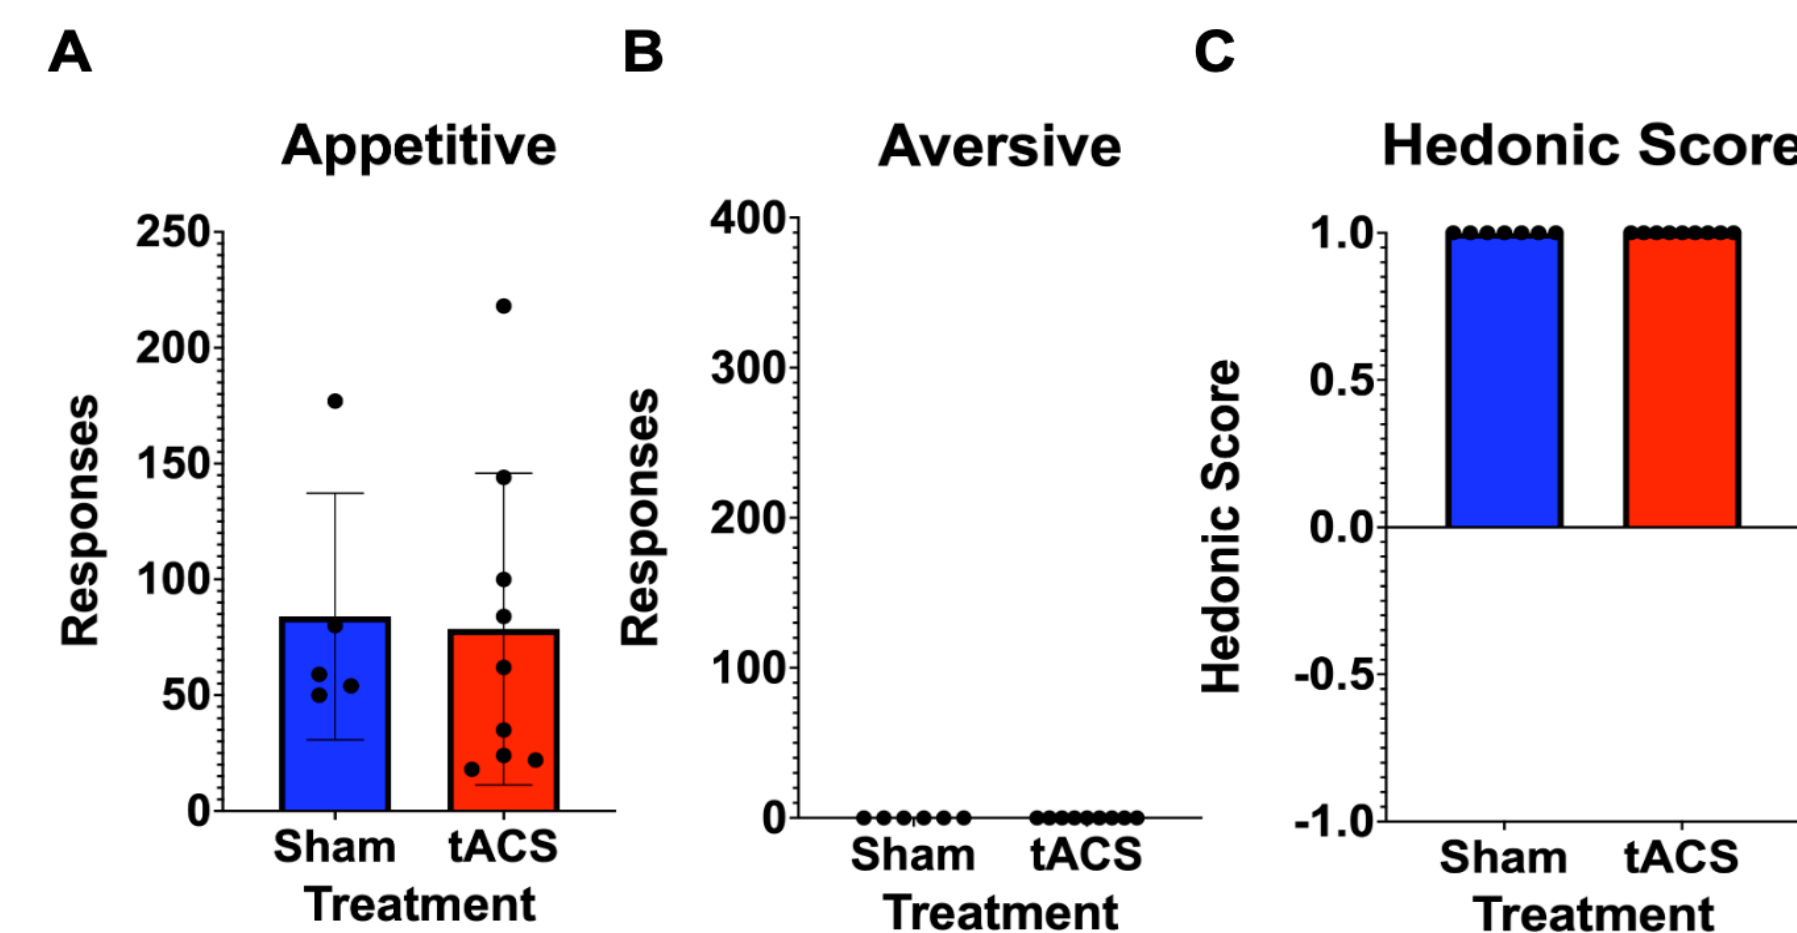 A
Appetitive
Responses
250
200
150
100
50
0
Sham
tACS
Treatment
B
Aversive
Responses
400
300
200
100
0
Sham
tACS
Treatment
C
Hedonic Score
Hedonic Score
1.0
0.5
0.0
-0.5
-1.0
Sham
tACS
Treatment